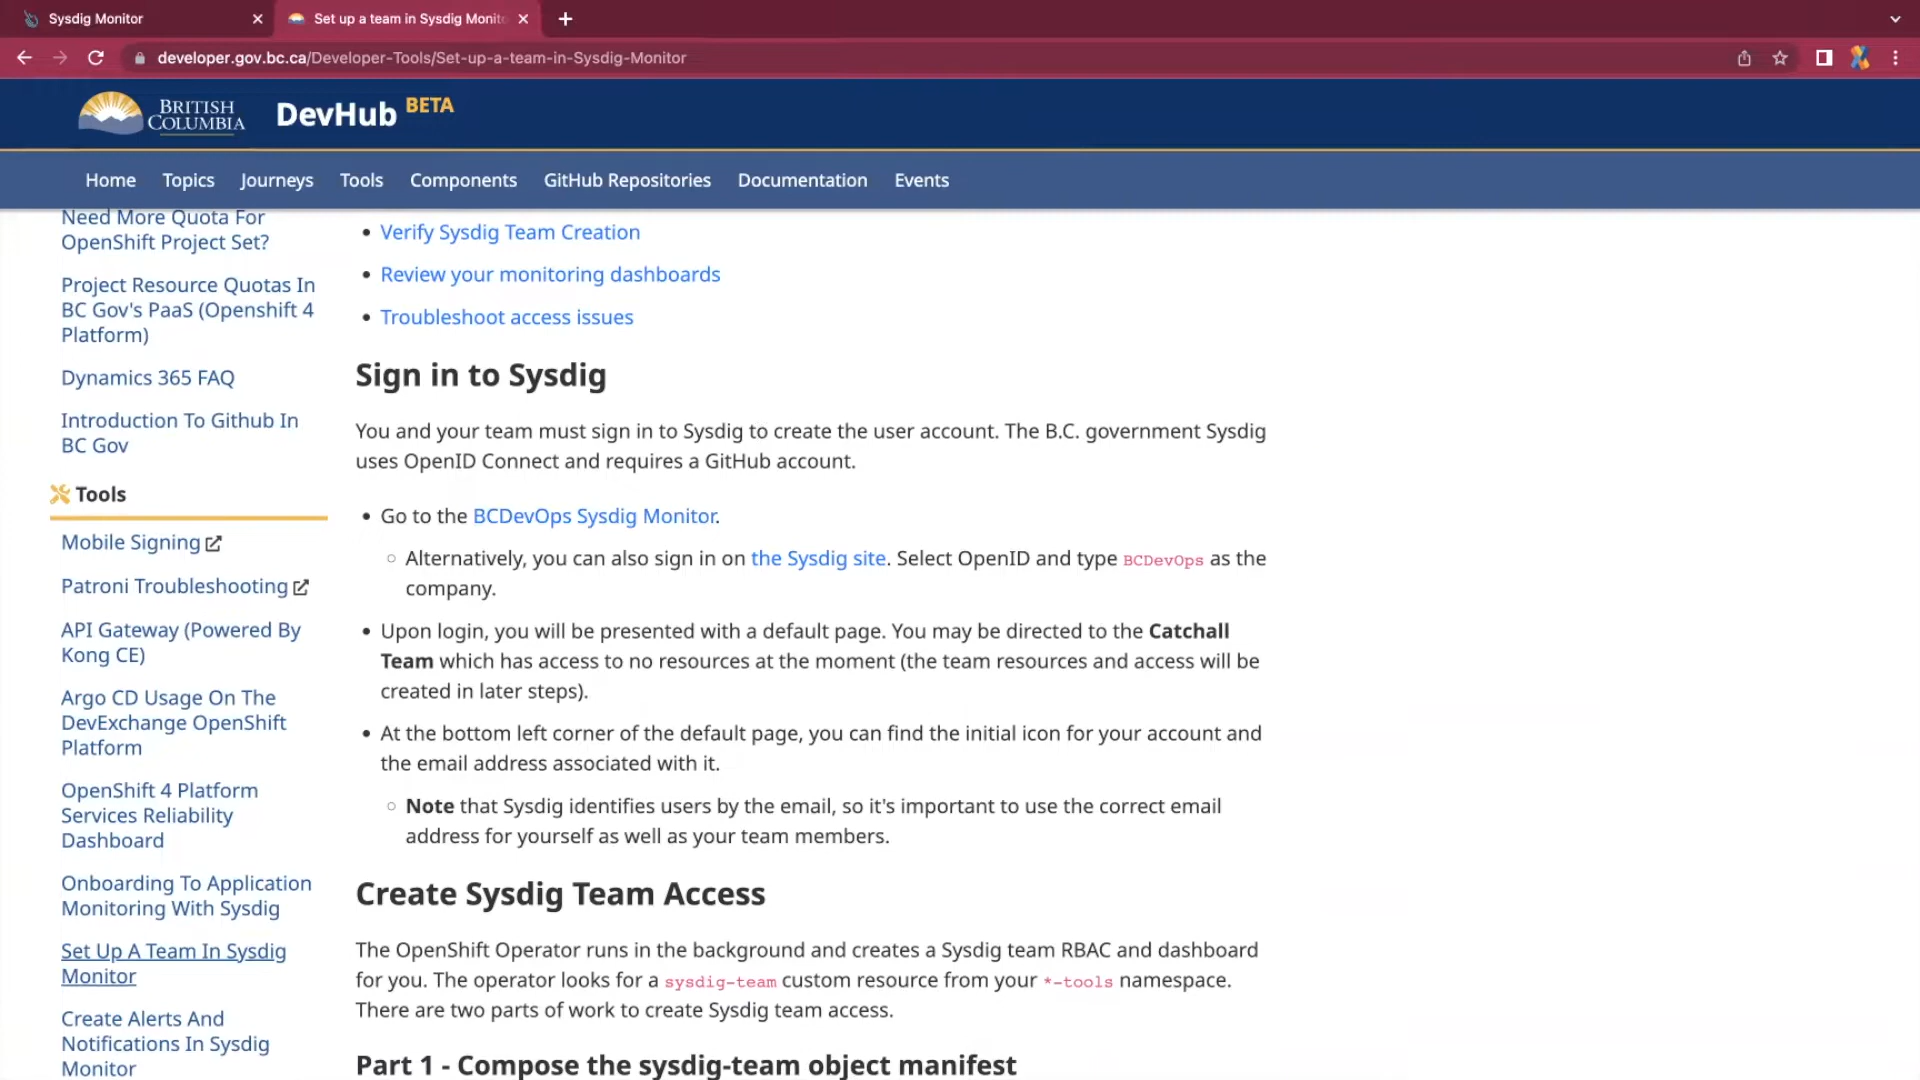 Sysdig Monitor
Set up a team in Sysdig Monito
developer.gov.bc.ca/Developer-Tools/Set-up-a-team-in-Sysdig-Monitor
BRITISH
COLUMBIA
DevHub BETA
Home Topics Journeys Tools Components GitHub Repositories Documentation Events
Need More Quota For
OpenShift Project Set?
Project Resource Quotas In
BC Gov's PaaS (Openshift 4
Platform)
Dynamics 365 FAQ
Introduction To Github In
BC Gov
Tools
Mobile Signing
Patroni Troubleshooting
API Gateway (Powered By
Kong CE)
Argo CD Usage On The
DevExchange OpenShift
Platform
OpenShift 4 Platform
Services Reliability
Dashboard
Onboarding To Application
Monitoring With Sysdig
Set Up A Team In Sysdig
Monitor
Create Alerts And
Notifications In Sysdig
Monitor
• Verify Sysdig Team Creation
• Review your monitoring dashboards
• Troubleshoot access issues
Sign in to Sysdig
You and your team must sign in to Sysdig to create the user account. The B.C. government Sysdig
uses OpenID Connect and requires a GitHub account.
• Go to the BCDevOps Sysdig Monitor.
○ Alternatively, you can also sign in on the Sysdig site. Select OpenID and type BCDevOps as the
company.
• Upon login, you will be presented with a default page. You may be directed to the Catchall
Team which has access to no resources at the moment (the team resources and access will be
created in later steps).
• At the bottom left corner of the default page, you can find the initial icon for your account and
the email address associated with it.
○ Note that Sysdig identifies users by the email, so it's important to use the correct email
address for yourself as well as your team members.
Create Sysdig Team Access
The OpenShift Operator runs in the background and creates a Sysdig team RBAC and dashboard
for you. The operator looks for a sysdig-team custom resource from your *-tools namespace.
There are two parts of work to create Sysdig team access.
Part 1 - Compose the sysdig-team object manifest